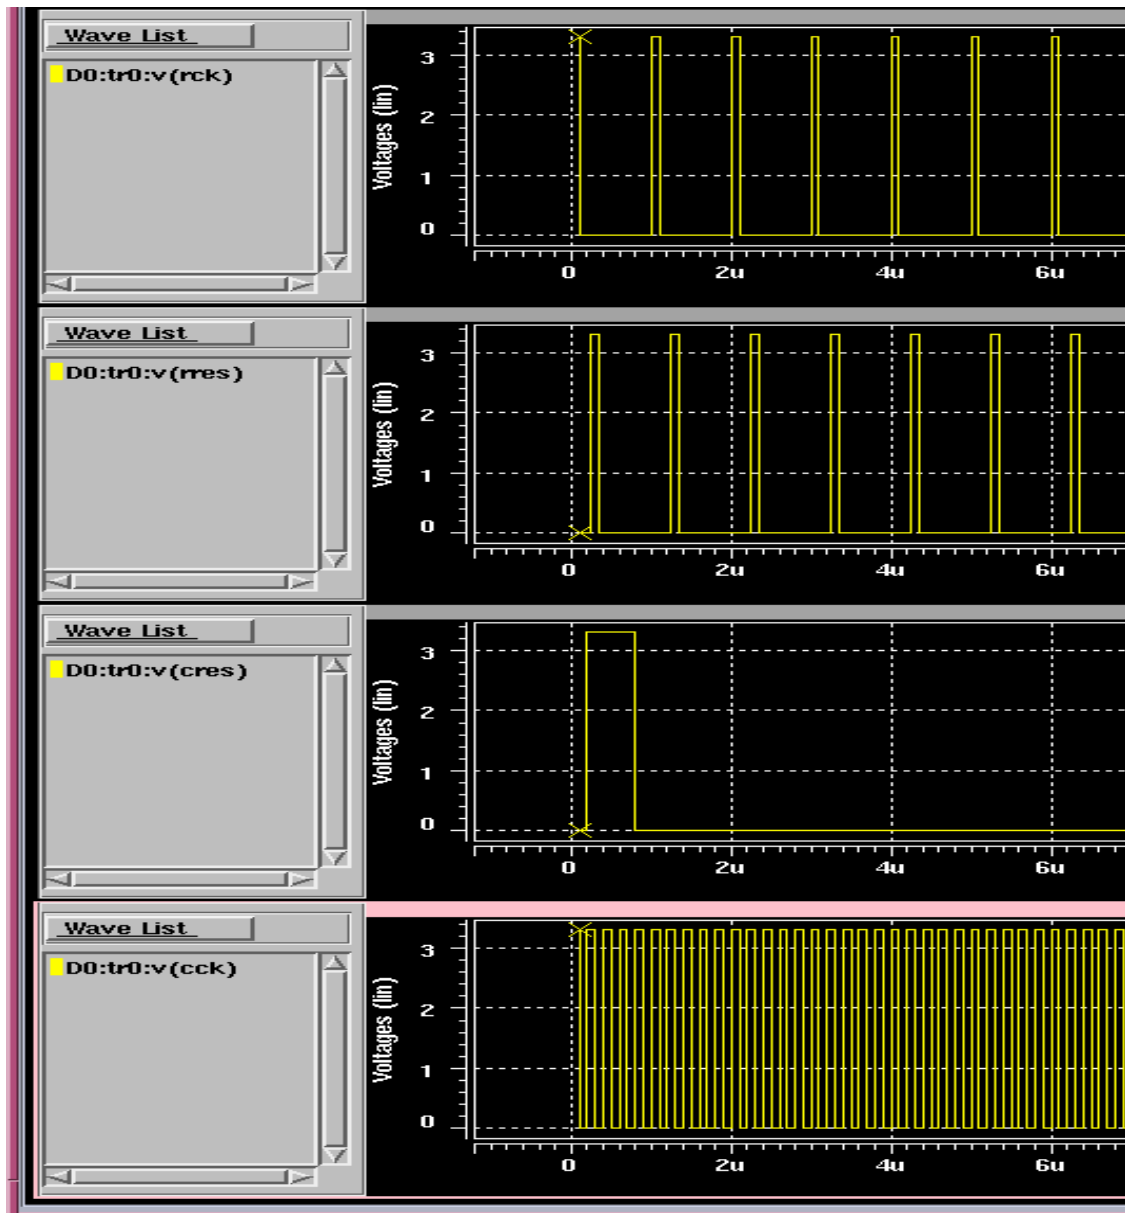 Wave List
D0:tr0:v(rck)
Voltages (lin)
3
2
1
0
0 2u 4u 6u
Wave List
D0:tr0:v(rres)
Voltages (lin)
3
2
1
0
0 2u 4u 6u
Wave List
D0:tr0:v(cres)
Voltages (lin)
3
2
1
0
0 2u 4u 6u
Wave List
D0:tr0:v(cck)
Voltages (lin)
3
2
1
0
0 2u 4u 6u